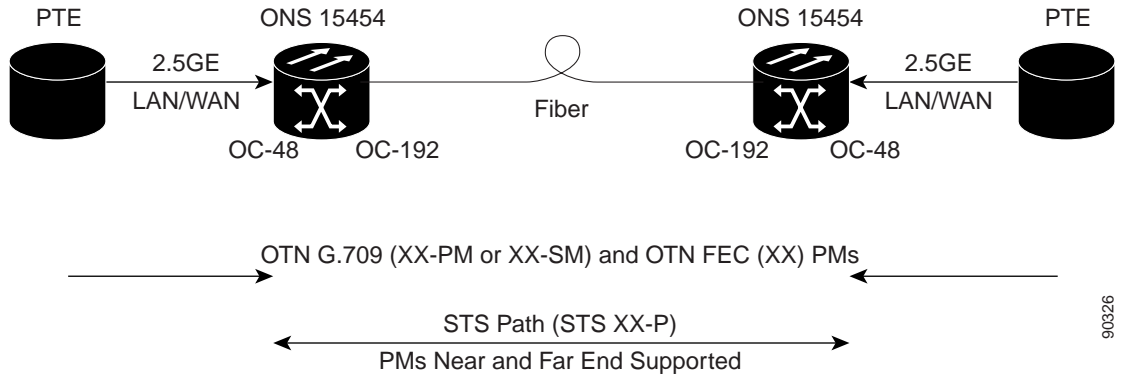 PTE
ONS 15454
ONS 15454
PTE
2.5GE
LAN/WAN
Fiber
2.5GE
LAN/WAN
OC-48
OC-192
OC-192
OC-48
OTN G.709 (XX-PM or XX-SM) and OTN FEC (XX) PMs
STS Path (STS XX-P)
PMs Near and Far End Supported
90326